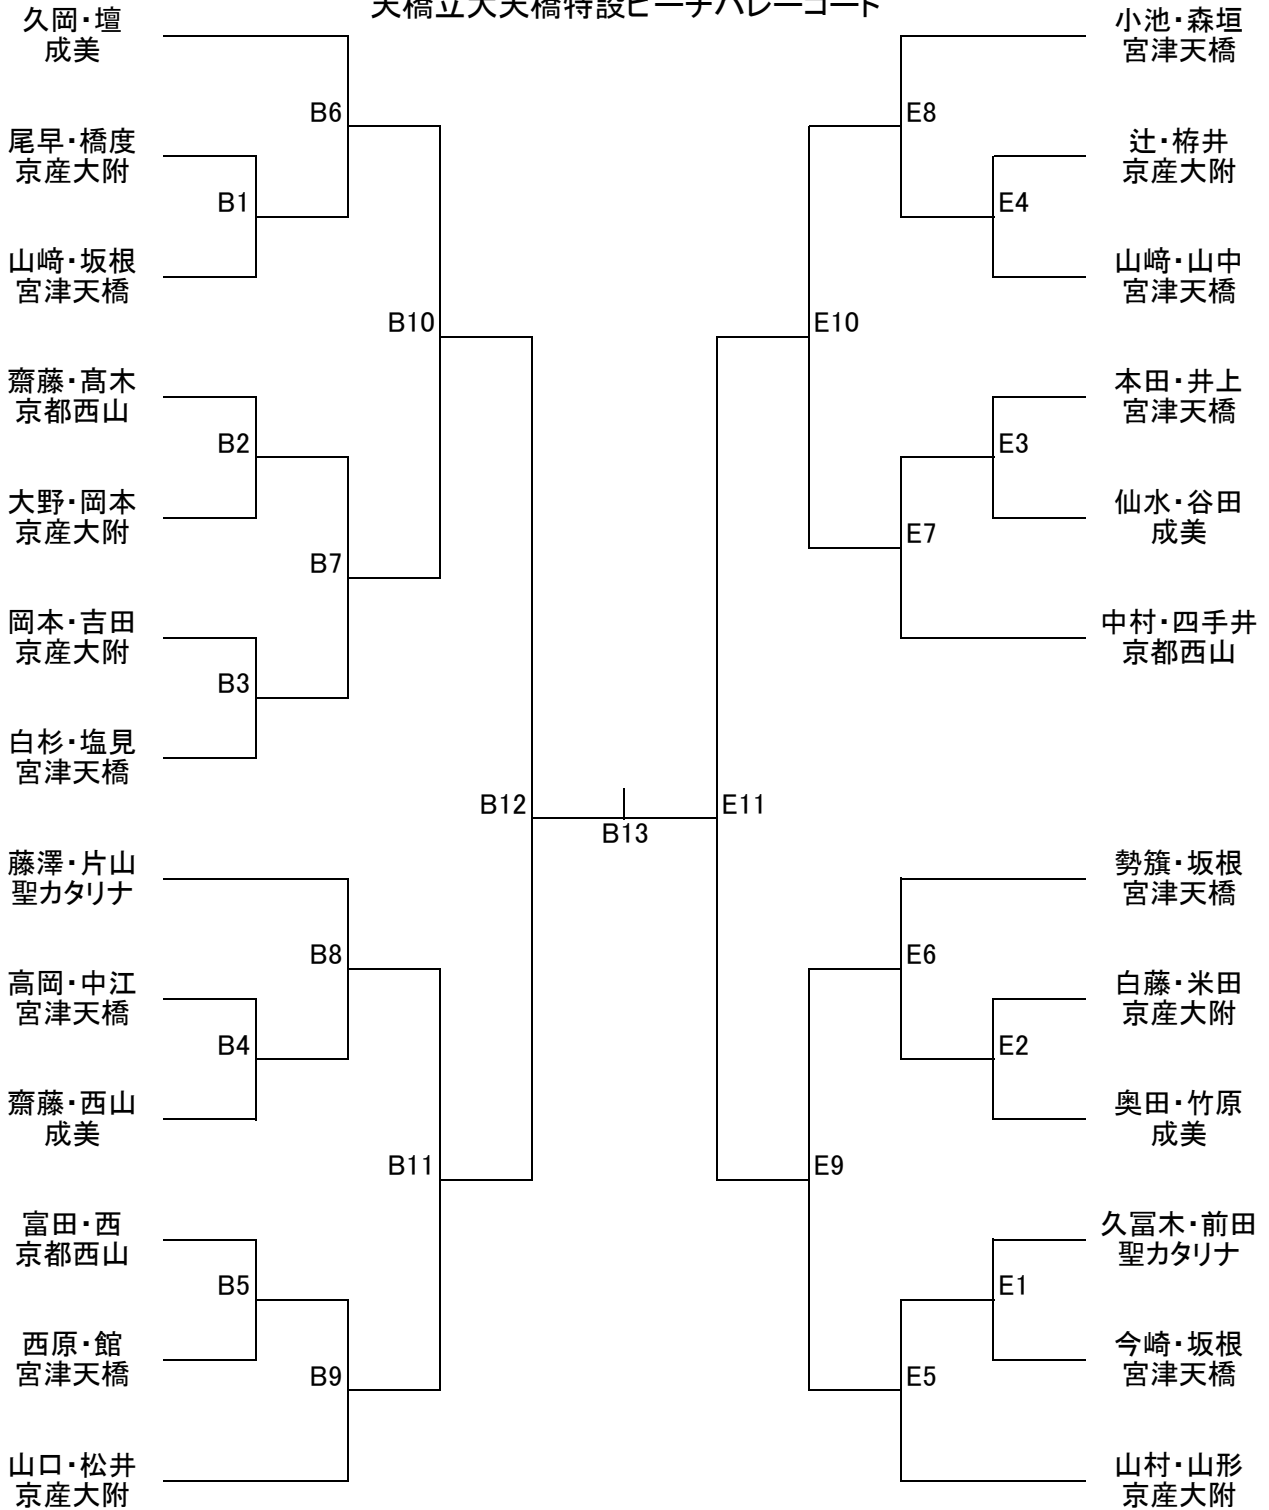 天橋立大天橋特設ビーチバレーコート
久岡・壇
成美
尾早・橋度
京産大附
山﨑・坂根
宮津天橋
齋藤・髙木
京都西山
大野・岡本
京産大附
岡本・吉田
京産大附
白杉・塩見
宮津天橋
藤澤・片山
聖カタリナ
高岡・中江
宮津天橋
齋藤・西山
成美
富田・西
京都西山
西原・館
宮津天橋
山口・松井
京産大附
B6
B1
B10
B2
B7
B3
B12
B8
B4
B11
B5
B9
B13
E8
E4
E10
E3
E7
E11
E6
E2
E9
E1
E5
小池・森垣
宮津天橋
辻・栫井
京産大附
山﨑・山中
宮津天橋
本田・井上
宮津天橋
仙水・谷田
成美
中村・四手井
京都西山
勢簱・坂根
宮津天橋
白藤・米田
京産大附
奥田・竹原
成美
久冨木・前田
聖カタリナ
今崎・坂根
宮津天橋
山村・山形
京産大附